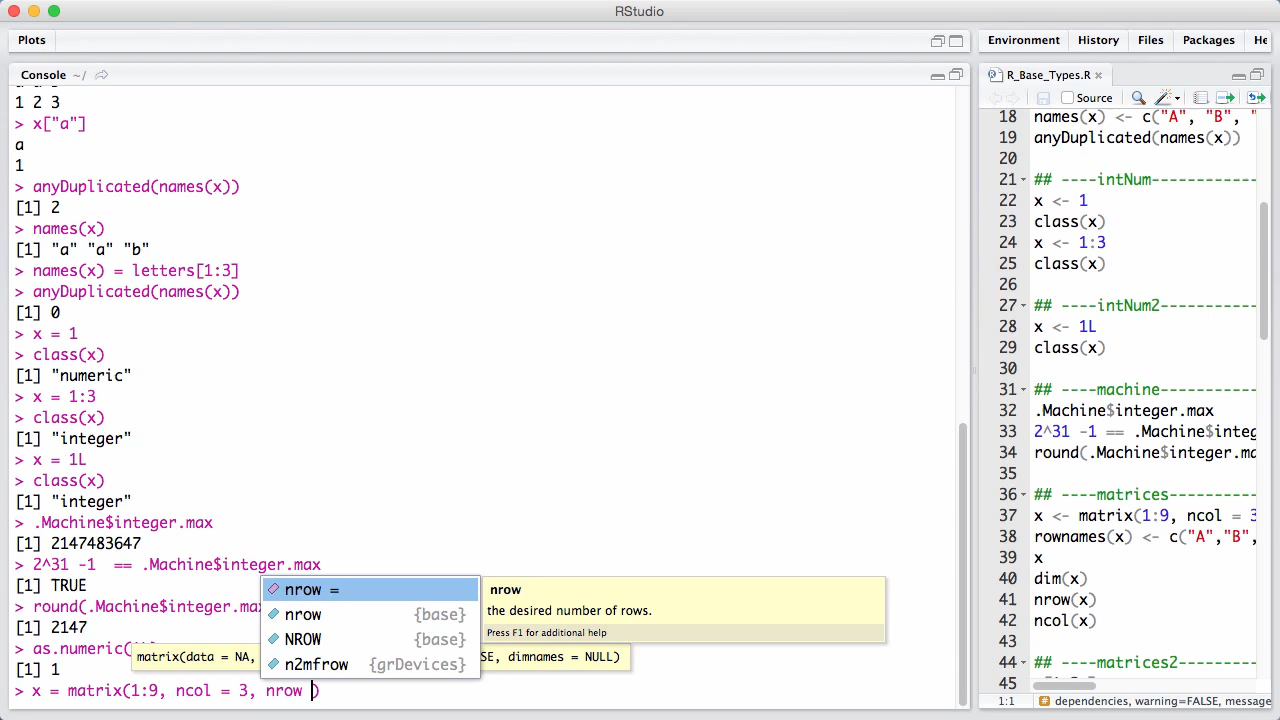 RStudio
Plots
Console ~/
1 2 3
> x["a"]
a
1
> anyDuplicated(names(x))
[1] 2
> names(x)
[1] "a" "a" "b"
> names(x) = letters[1:3]
> anyDuplicated(names(x))
[1] 0
> x = 1
> class(x)
[1] "numeric"
> x = 1:3
> class(x)
[1] "integer"
> x = 1L
> class(x)
[1] "integer"
> .Machine$integer.max
[1] 2147483647
> 2^31 -1  == .Machine$integer.max
[1] TRUE
> round(.Machine$integer.max
[1] 2147
> as.numeric(
[1] 1
> x = matrix(1:9, ncol = 3, nrow )
nrow =
nrow {base}
NROW {base}
n2mfrow {grDevices}
nrow
the desired number of rows.
Press F1 for additional help
matrix(data = NA, SE, dimnames = NULL)
Environment History Files Packages He
R_Base_Types.R
Source
18 names(x) <- c("A", "B", "
19 anyDuplicated(names(x))
20
21 ## ----intNum-----------
22 x <- 1
23 class(x)
24 x <- 1:3
25 class(x)
26
27 ## ----intNum2-----------
28 x <- 1L
29 class(x)
30
31 ## ----machine-----------
32 .Machine$integer.max
33 2^31 -1 == .Machine$integ
34 round(.Machine$integer.ma
35
36 ## ----matrices----------
37 x <- matrix(1:9, ncol = 3
38 rownames(x) <- c("A","B",
39 x
40 dim(x)
41 nrow(x)
42 ncol(x)
43
44 ## ----matrices2---------
45
1:1 # dependencies, warning=FALSE, message